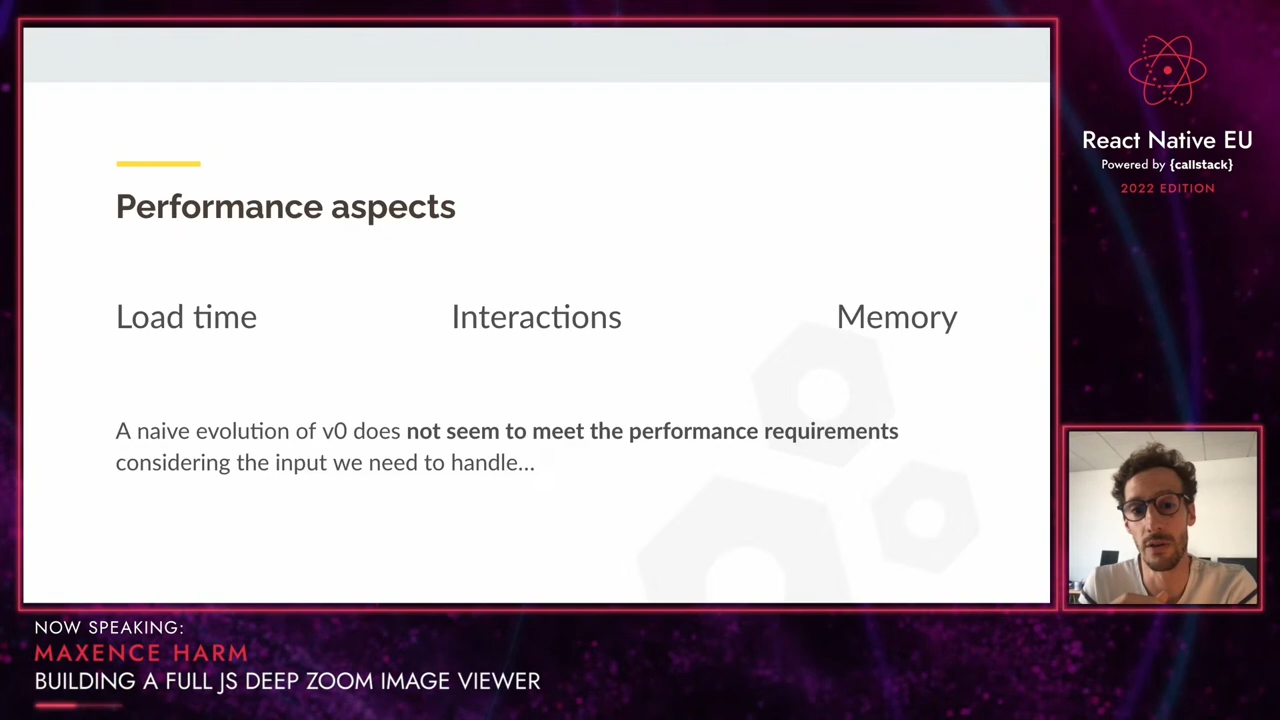 Performance aspects
Load time
Interactions
Memory
A naive evolution of v0 does not seem to meet the performance requirements
considering the input we need to handle...
React Native EU
Powered by {callstack}
2022 EDITION
NOW SPEAKING:
MAXENCE HARM
BUILDING A FULL JS DEEP ZOOM IMAGE VIEWER